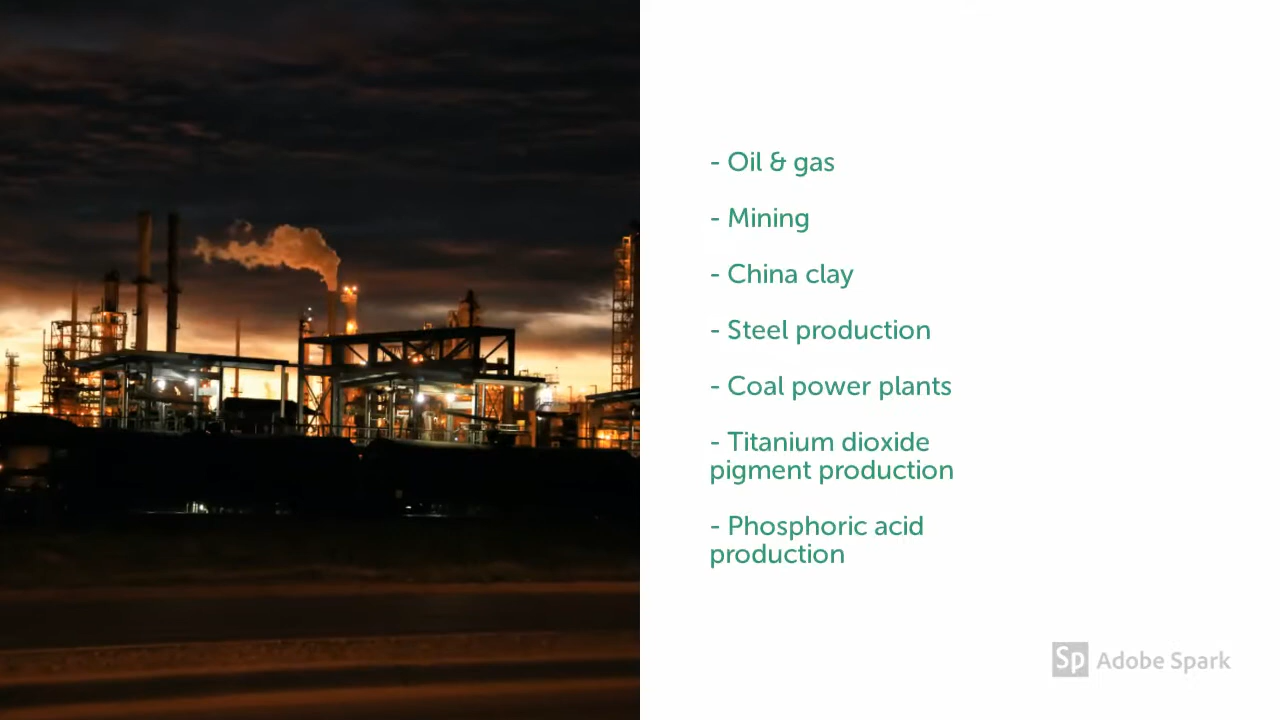 - Oil & gas
- Mining
- China clay
- Steel production
- Coal power plants
- Titanium dioxide
pigment production
- Phosphoric acid
production
Sp Adobe Spark